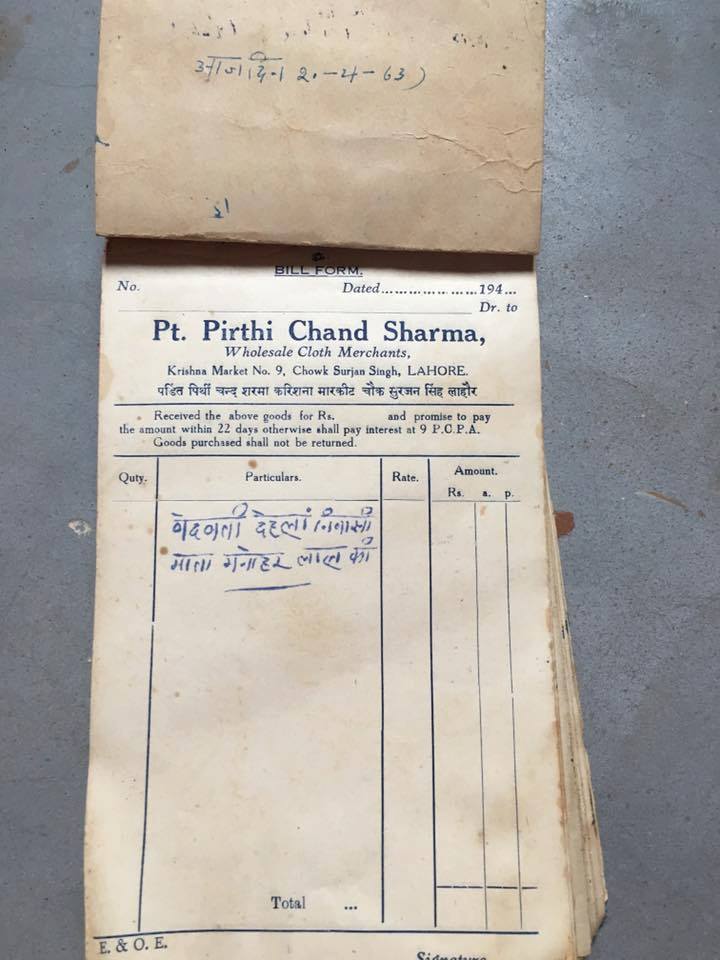 आज दिन 20-4-63)
BILL FORM.
No. Dated..................194...
Dr. to
Pt. Pirthi Chand Sharma,
Wholesale Cloth Merchants,
Krishna Market No. 9, Chowk Surjan Singh, LAHORE.
पण्डित पिर्थी चन्द शरमा करिशना मारकीट चौक सुरजन सिंह लाहौर
Received the above goods for Rs. and promise to pay
the amount within 22 days otherwise shall pay interest at 9 P.C.P.A.
Goods purchased shall not be returned.
Quty. Particulars. Rate. Amount.
Rs. a. p.
वेदवती देहली निवासी
माता मनोहर लाल की
Total ...
E. & O. E.
Signature